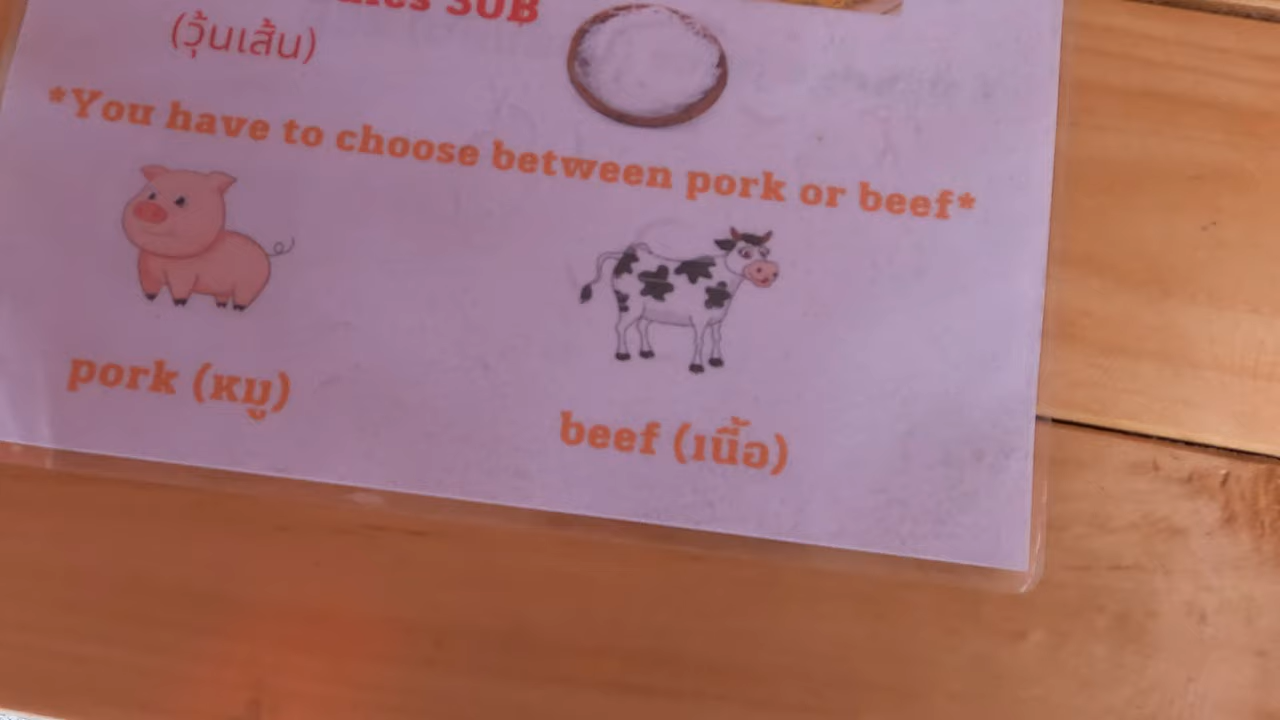 SUB
(วุ้นเส้น)
*You have to choose between pork or beef*
pork (หมู)
beef (เนื้อ)